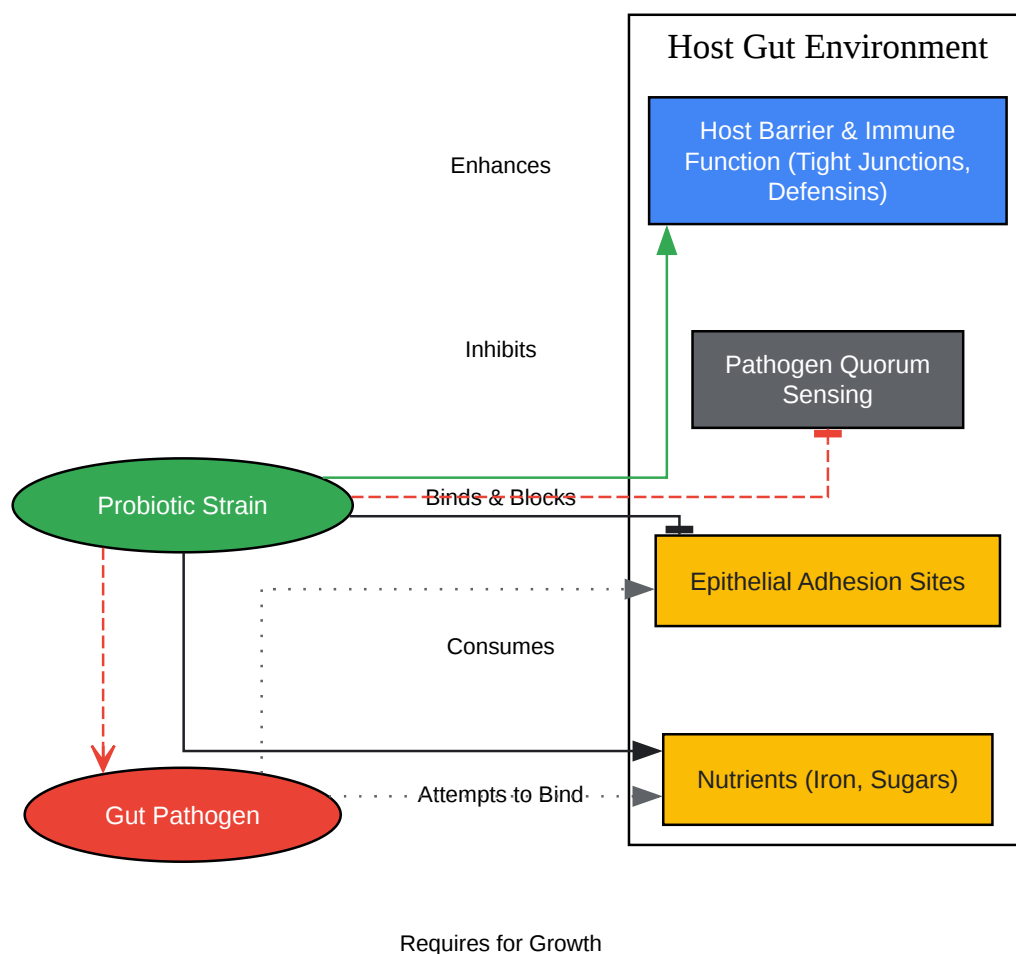 Host Gut Environment
Host Barrier & Immune
Function (Tight Junctions,
Defensins)
Enhances
Inhibits
Pathogen Quorum
Sensing
Probiotic Strain
Binds & Blocks
Epithelial Adhesion Sites
Consumes
Nutrients (Iron, Sugars)
Attempts to Bind
Gut Pathogen
Requires for Growth